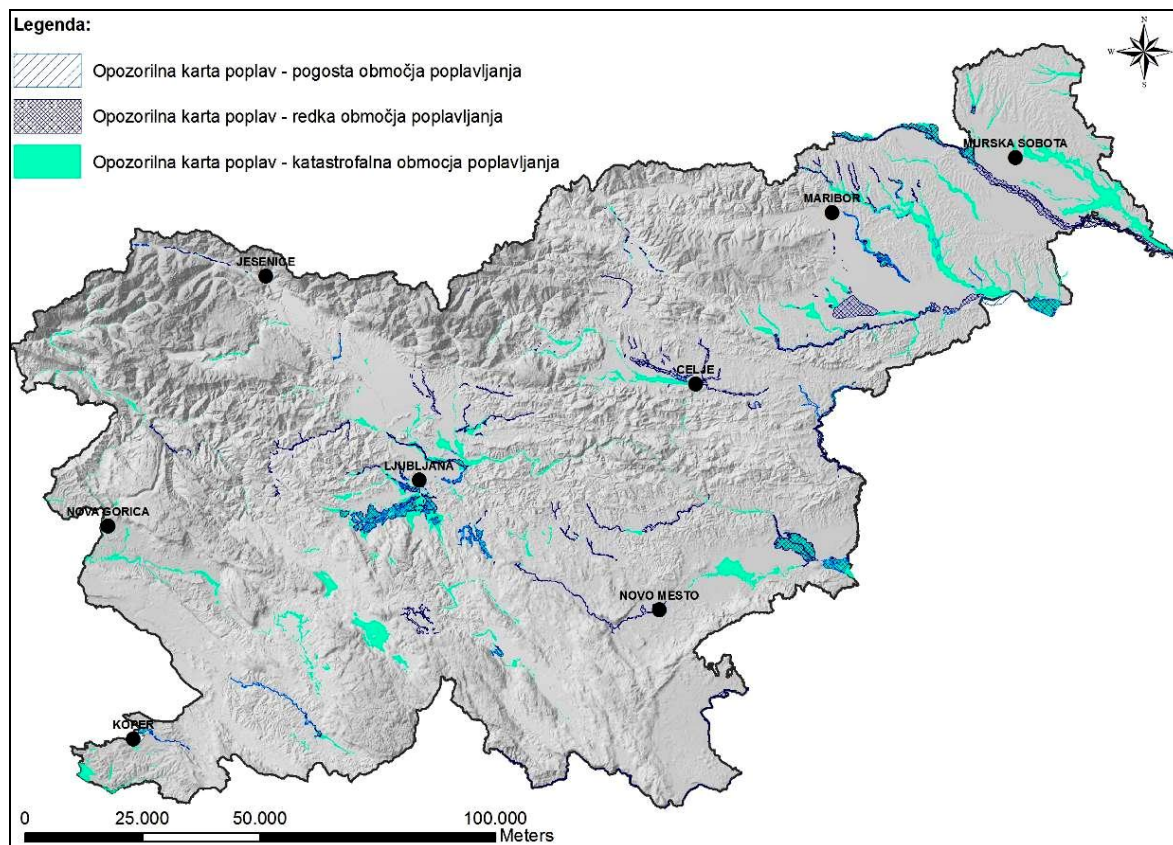 Legenda:
Opozorilna karta poplav - pogosta območja poplavljanja
Opozorilna karta poplav - redka območja poplavljanja
Opozorilna karta poplav - katastrofalna obmocja poplavljanja
N
W E
S
MURSKA SOBOTA
MARIBOR
JESENICE
CELJE
LJUBLJANA
NOVA GORICA
NOVO MESTO
KOPER
0 25.000 50.000 100.000
Meters